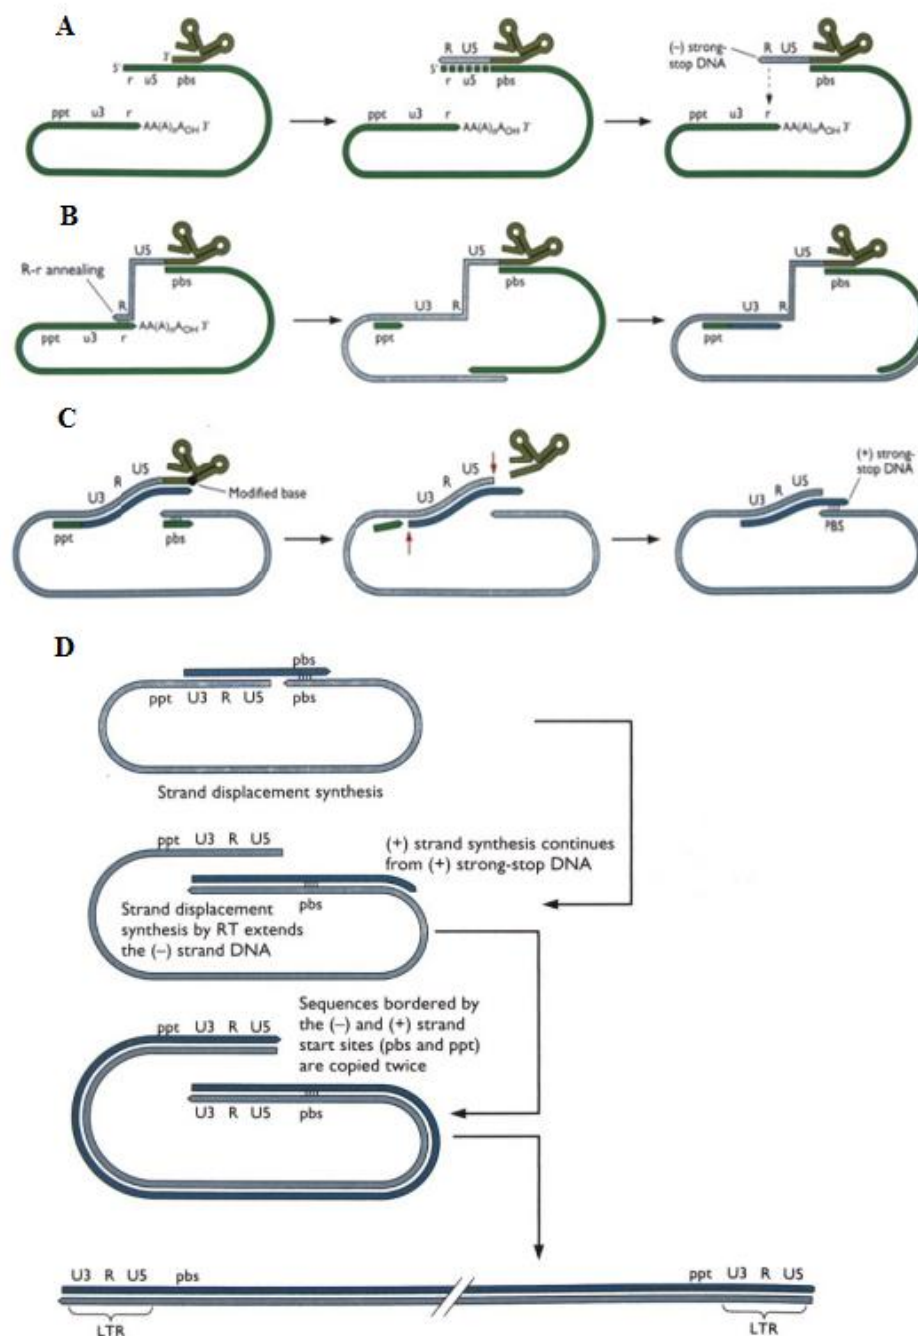 A
3'
5'
r u5 pbs
ppt u3 r
AA(A)nAOH 3'
R U5
5'
r u5 pbs
ppt u3 r
AA(A)nAOH 3'
(–) strong-
stop DNA
R U5
pbs
ppt u3 r
AA(A)nAOH 3'
B
R-r annealing
U5
pbs
R
AA(A)nAOH 3'
ppt u3 r
U5
pbs
U3 R
ppt
U5
pbs
U3 R
ppt
C
U3 R U5
Modified base
ppt pbs
U3 R U5
(+) strong-
stop DNA
U3 R U5
PBS
D
pbs
ppt U3 R U5 pbs
Strand displacement synthesis
ppt U3 R U5
(+) strand synthesis continues
from (+) strong-stop DNA
pbs
Strand displacement
synthesis by RT extends
the (–) strand DNA
Sequences bordered by
the (–) and (+) strand
start sites (pbs and ppt)
are copied twice
ppt U3 R U5
U3 R U5 pbs
U3 R U5 pbs
ppt U3 R U5
LTR
LTR